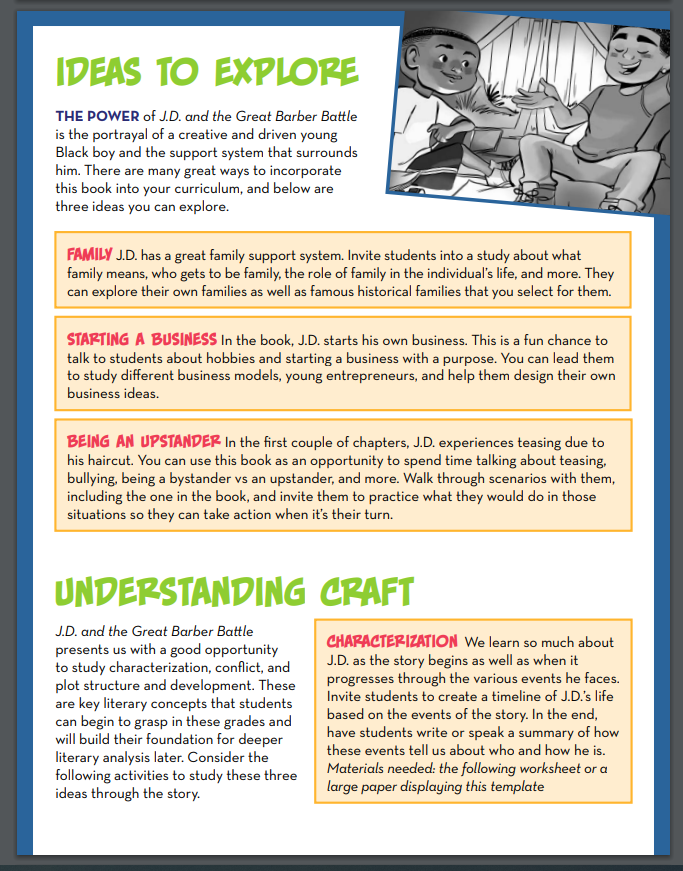 IDEAS TO EXPLORE
THE POWER of J.D. and the Great Barber Battle
is the portrayal of a creative and driven young
Black boy and the support system that surrounds
him. There are many great ways to incorporate
this book into your curriculum, and below are
three ideas you can explore.
FAMILY J.D. has a great family support system. Invite students into a study about what
family means, who gets to be family, the role of family in the individual's life, and more. They
can explore their own families as well as famous historical families that you select for them.
STARTING A BUSINESS In the book, J.D. starts his own business. This is a fun chance to
talk to students about hobbies and starting a business with a purpose. You can lead them
to study different business models, young entrepreneurs, and help them design their own
business ideas.
BEING AN UPSTANDER In the first couple of chapters, J.D. experiences teasing due to
his haircut. You can use this book as an opportunity to spend time talking about teasing,
bullying, being a bystander vs an upstander, and more. Walk through scenarios with them,
including the one in the book, and invite them to practice what they would do in those
situations so they can take action when it's their turn.
UNDERSTANDING CRAFT
J.D. and the Great Barber Battle
presents us with a good opportunity
to study characterization, conflict, and
plot structure and development. These
are key literary concepts that students
can begin to grasp in these grades and
will build their foundation for deeper
literary analysis later. Consider the
following activities to study these three
ideas through the story.
CHARACTERIZATION We learn so much about
J.D. as the story begins as well as when it
progresses through the various events he faces.
Invite students to create a timeline of J.D.'s life
based on the events of the story. In the end,
have students write or speak a summary of how
these events tell us about who and how he is.
Materials needed: the following worksheet or a
large paper displaying this template